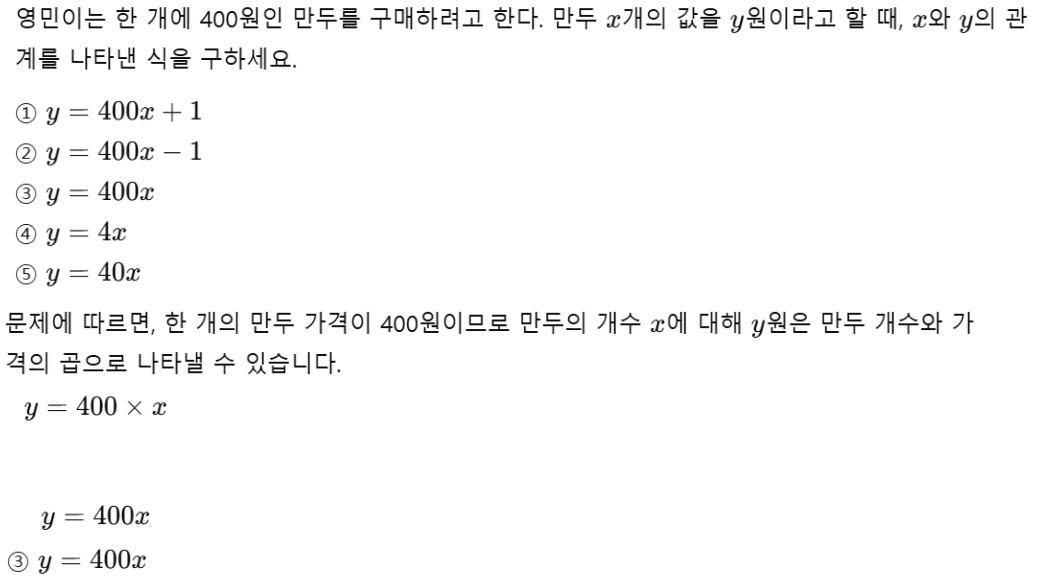 영민이는 한 개에 400원인 만두를 구매하려고 한다. 만두 x개의 값을 y원이라고 할 때, x와 y의 관
계를 나타낸 식을 구하세요.
① y = 400x + 1
② y = 400x − 1
③ y = 400x
④ y = 4x
⑤ y = 40x
문제에 따르면, 한 개의 만두 가격이 400원이므로 만두의 개수 x에 대해 y원은 만두 개수와 가
격의 곱으로 나타낼 수 있습니다.
y = 400 × x
y = 400x
③ y = 400x